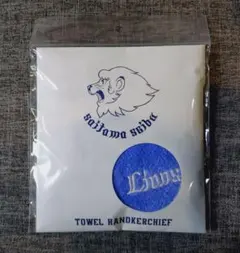 saitama seibu
Lions
TOWEL HANDKERCHIEF